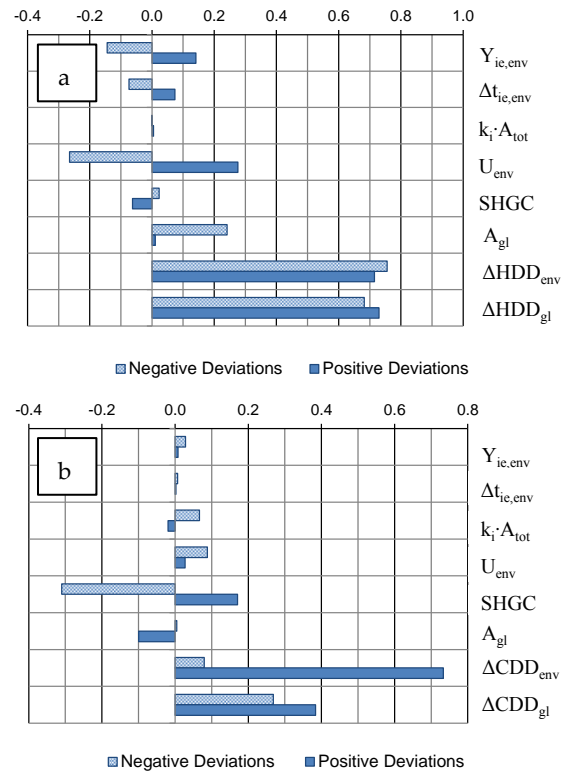 -0.4 -0.2 0.0 0.2 0.4 0.6 0.8 1.0
a
Y_ie,env
Δt_ie,env
k_i·A_tot
U_env
SHGC
A_gl
ΔHDD_env
ΔHDD_gl
Negative Deviations Positive Deviations
-0.4 -0.2 0.0 0.2 0.4 0.6 0.8
b
Y_ie,env
Δt_ie,env
k_i·A_tot
U_env
SHGC
A_gl
ΔCDD_env
ΔCDD_gl
Negative Deviations Positive Deviations